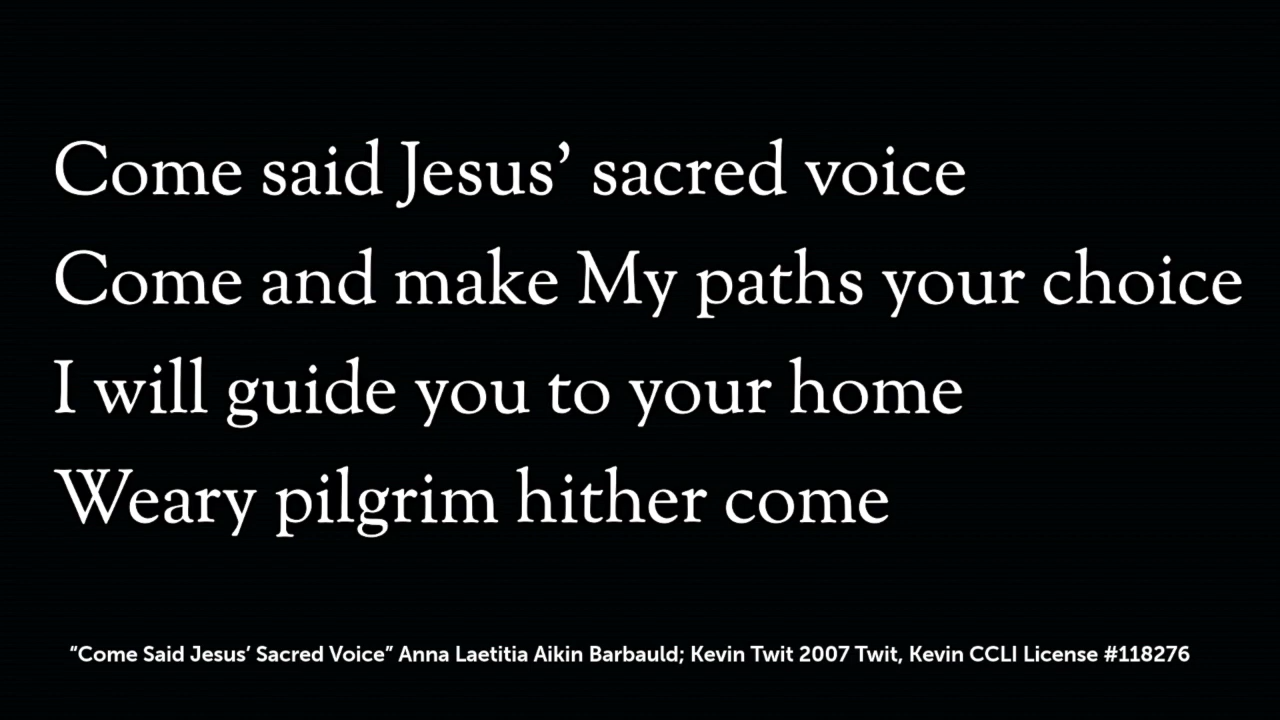 Come said Jesus’ sacred voice
Come and make My paths your choice
I will guide you to your home
Weary pilgrim hither come
“Come Said Jesus’ Sacred Voice” Anna Laetitia Aikin Barbauld; Kevin Twit 2007 Twit, Kevin CCLI License #118276